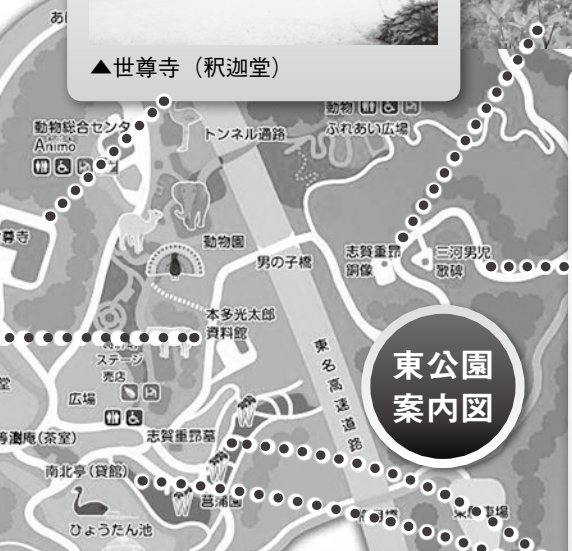 ▲世尊寺（釈迦堂）
動物総合センター
Animo
トンネル通路
動物
ふれあい広場
尊寺
動物園
男の子橋
志賀重昂
銅像
三河男児
歌碑
本多光太郎
資料館
ステージ
売店
東名高速道路
東公園
案内図
広場
堂
志賀重昂墓
南北亭(貸館)
菖蒲園
ひょうたん池